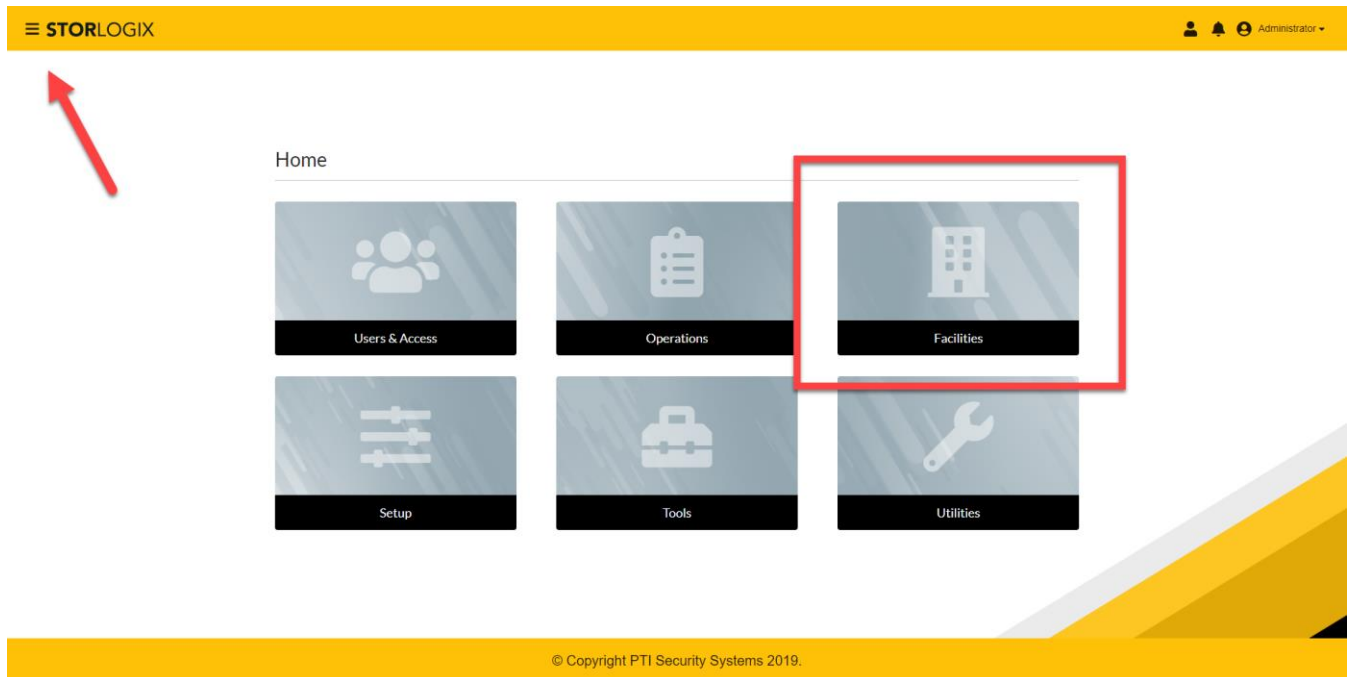 STORLOGIX
Administrator
Home
Users & Access
Operations
Facilities
Setup
Tools
Utilities
© Copyright PTI Security Systems 2019.